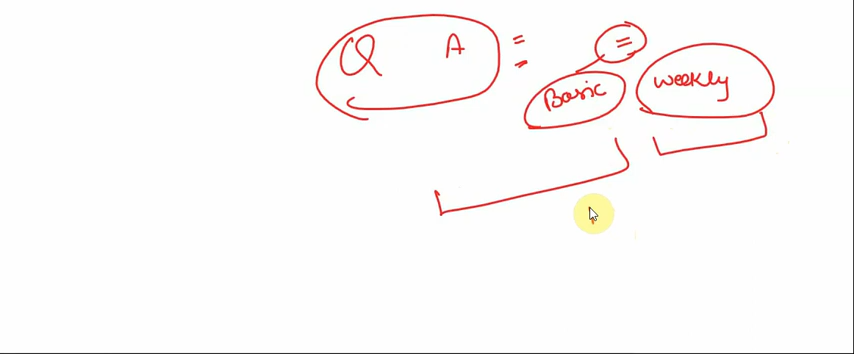 Q A = =
Basic weekly